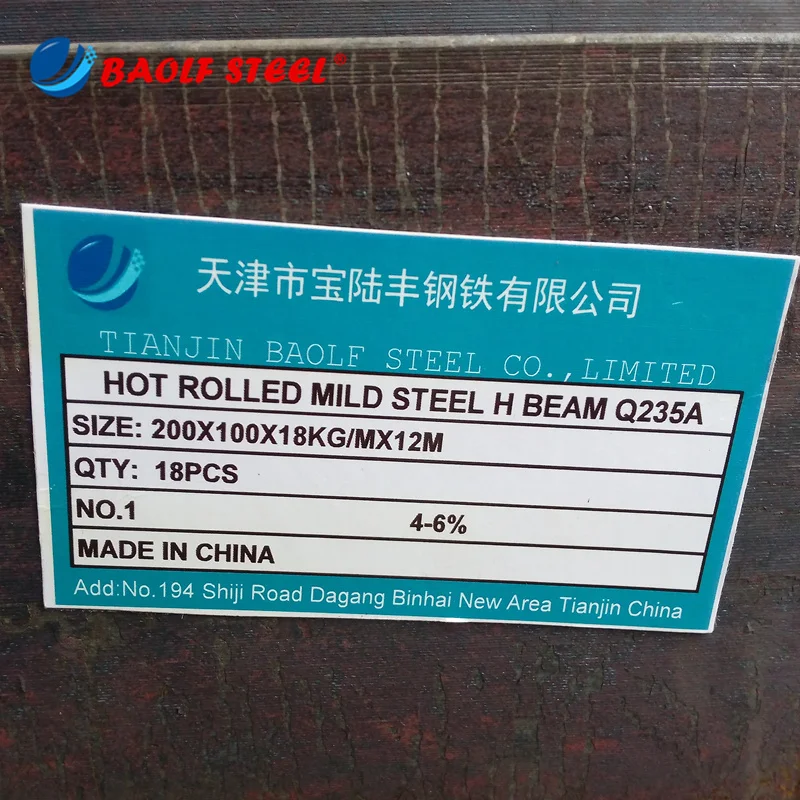 BAOLF STEEL®
天津市宝陆丰钢铁有限公司
TIANJIN BAOLF STEEL CO.,LIMITED
HOT ROLLED MILD STEEL H BEAM Q235A
SIZE: 200X100X18KG/MX12M
QTY: 18PCS
NO.1 4-6%
MADE IN CHINA
Add:No.194 Shiji Road Dagang Binhai New Area Tianjin China